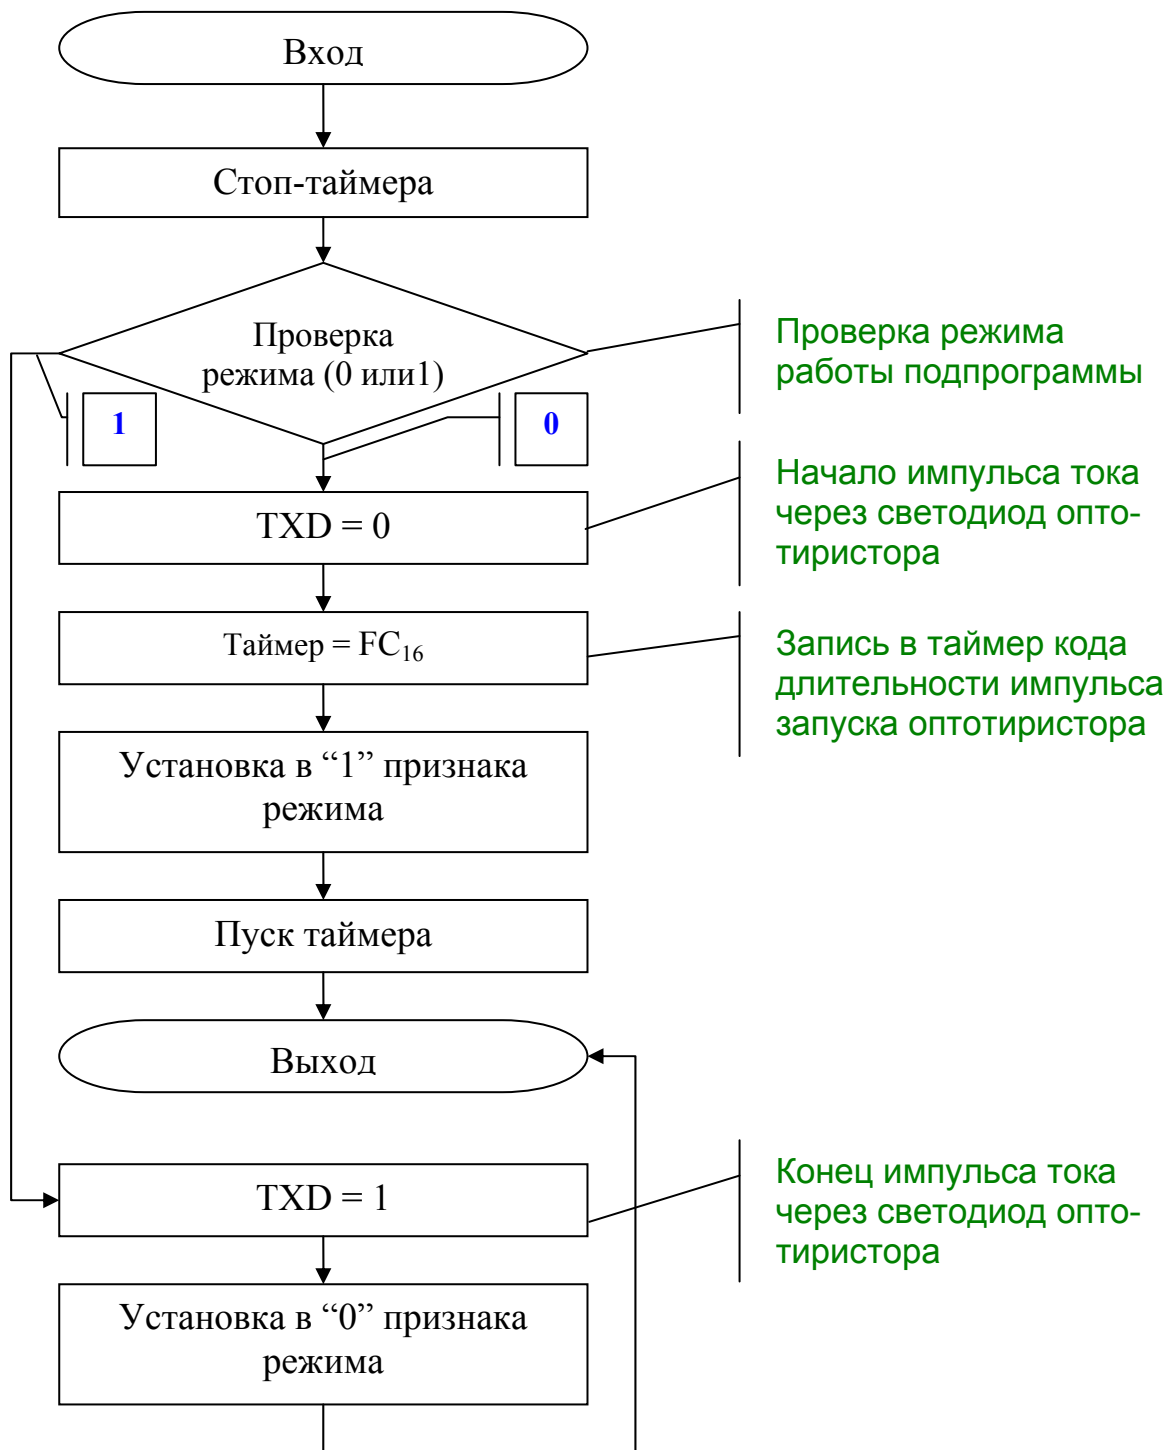 Вход
Стоп-таймера
Проверка
режима (0 или1)
Проверка режима
работы подпрограммы
1
0
TXD = 0
Начало импульса тока
через светодиод опто-
тиристора
Таймер = FC16
Запись в таймер кода
длительности импульса
запуска оптотиристора
Установка в “1” признака
режима
Пуск таймера
Выход
TXD = 1
Конец импульса тока
через светодиод опто-
тиристора
Установка в “0” признака
режима